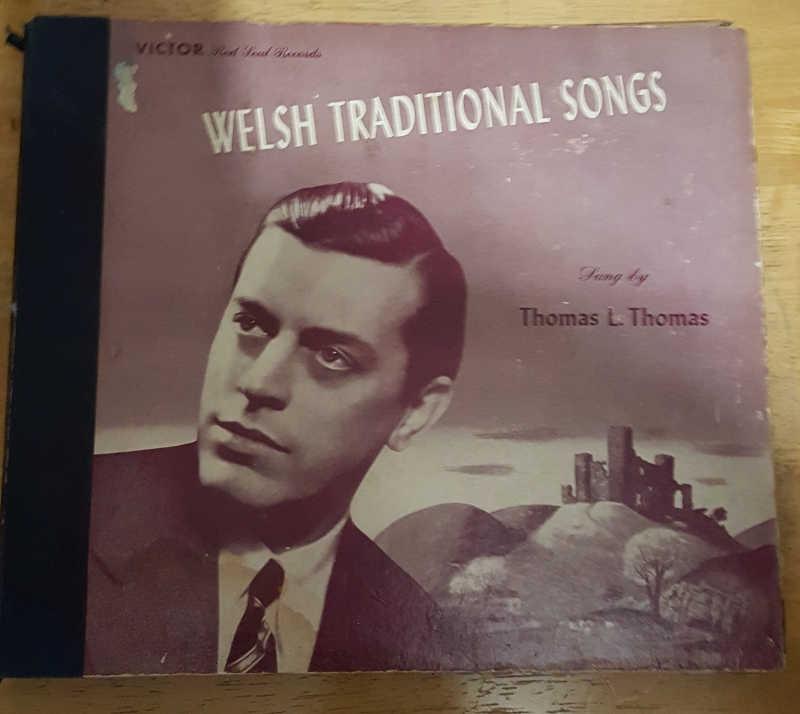 VICTOR Red Seal Records
WELSH TRADITIONAL SONGS
Sung by
Thomas L. Thomas